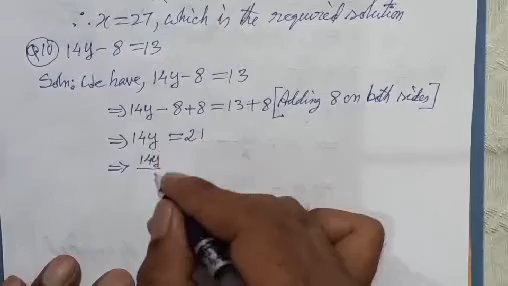 ∴ x = 27, which is the required solution
Q10 14y - 8 = 13
Soln: We have, 14y - 8 = 13
⇒ 14y - 8 + 8 = 13 + 8 [Adding 8 on both sides]
⇒ 14y = 21
⇒ 14y